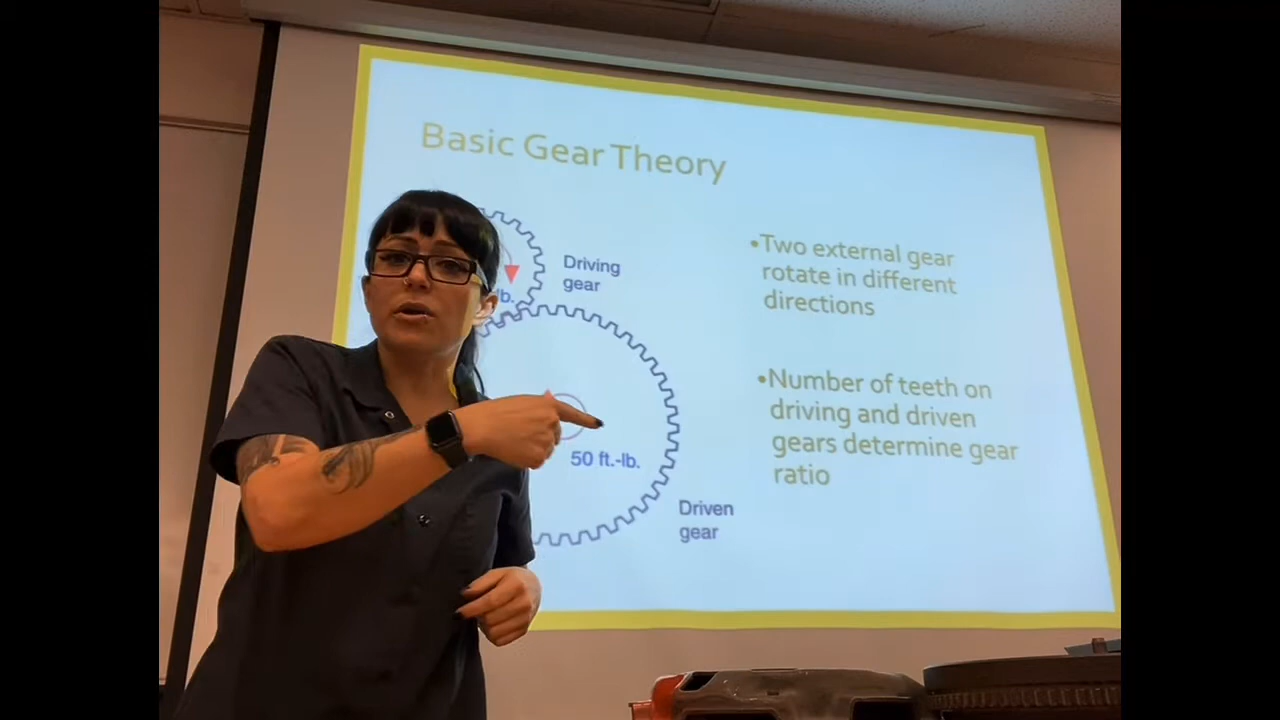 Basic Gear Theory
Driving
gear
lb.
50 ft.-lb.
Driven
gear
•Two external gear
rotate in different
directions
•Number of teeth on
driving and driven
gears determine gear
ratio